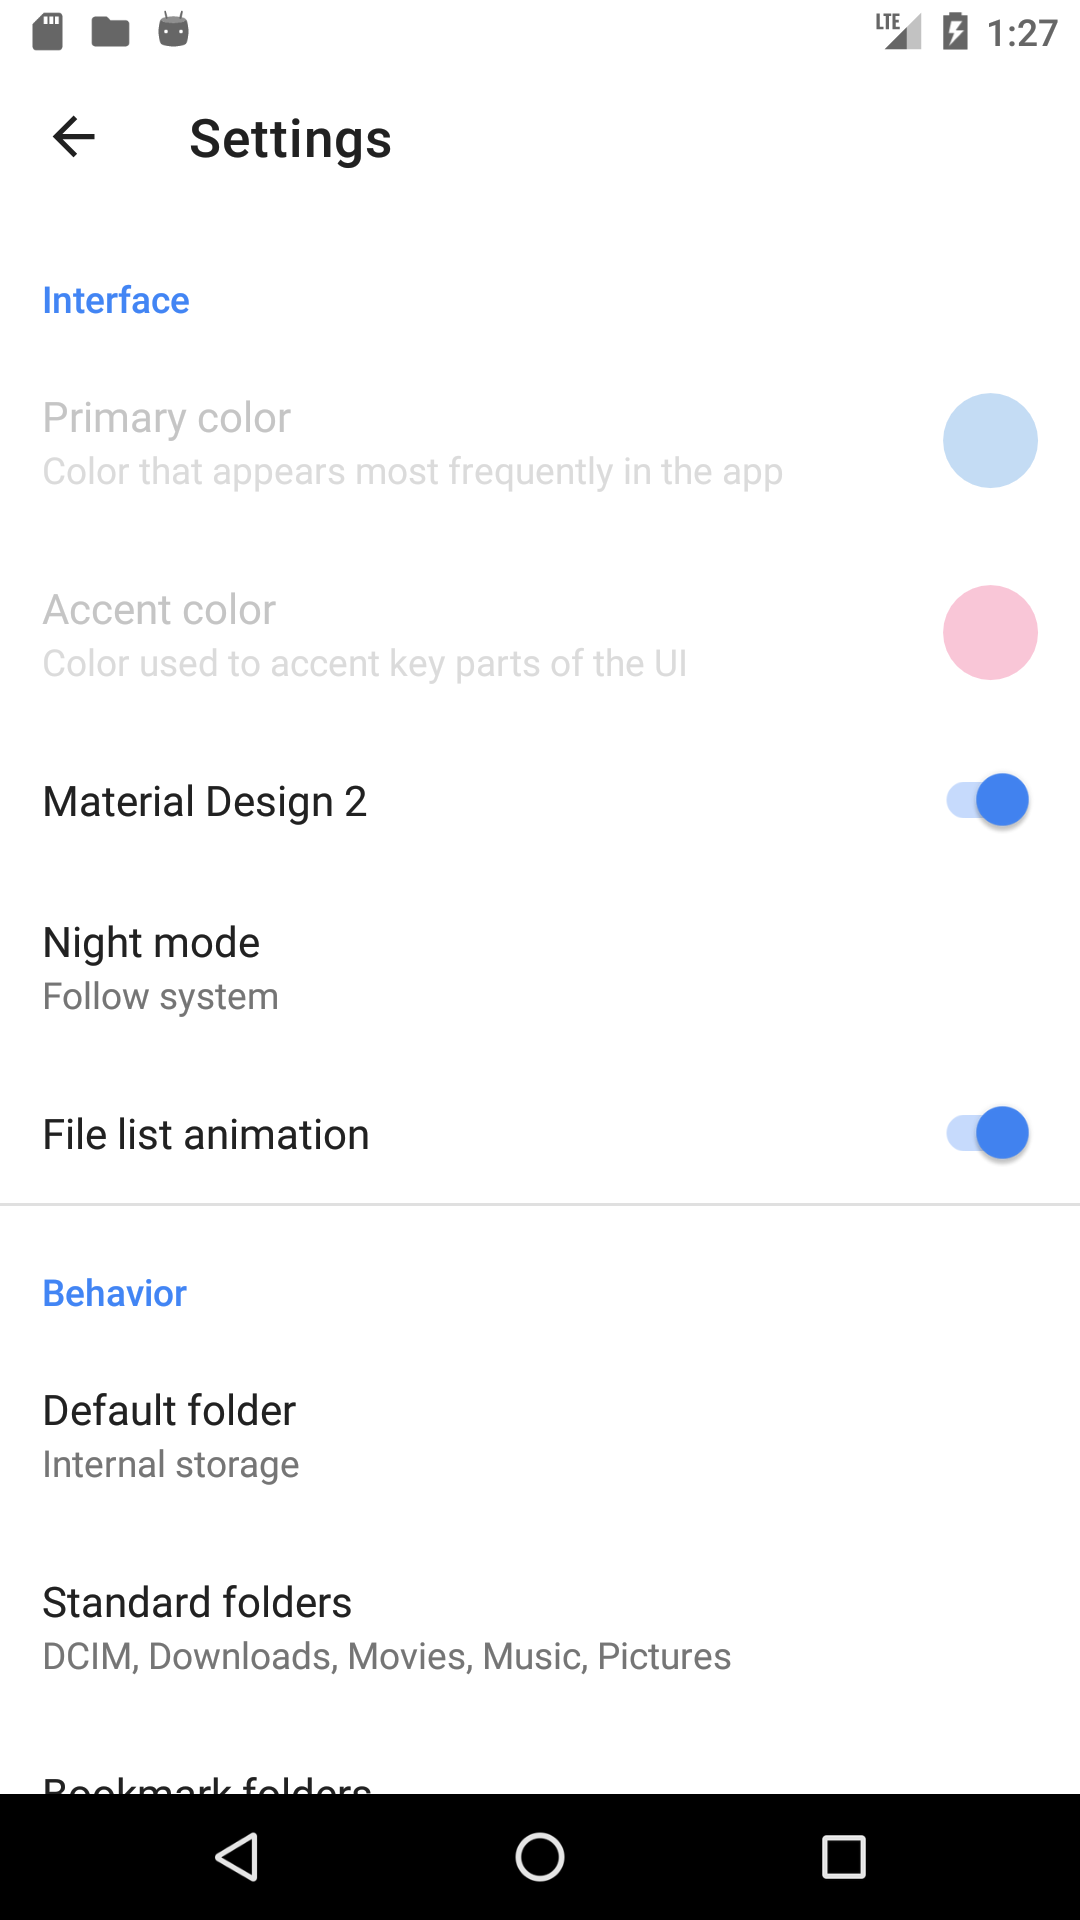 LTE 1:27
Settings
Interface
Primary color
Color that appears most frequently in the app
Accent color
Color used to accent key parts of the UI
Material Design 2
Night mode
Follow system
File list animation
Behavior
Default folder
Internal storage
Standard folders
DCIM, Downloads, Movies, Music, Pictures
Bookmark folders